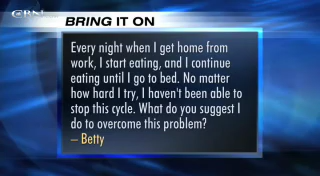 CBN
BRING IT ON
Every night when I get home from
work, I start eating, and I continue
eating until I go to bed. No matter
how hard I try, I haven't been able to
stop this cycle. What do you suggest I
do to overcome this problem?
– Betty